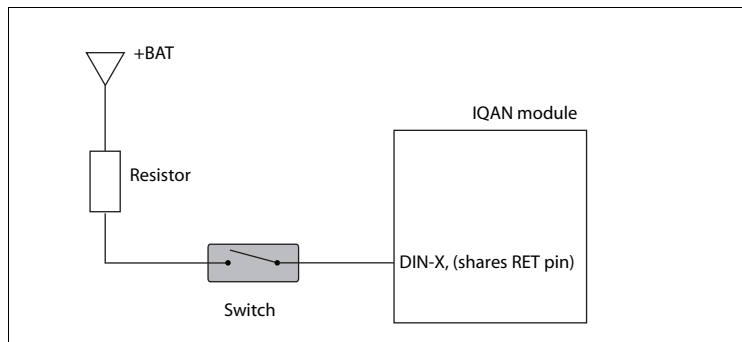 +BAT
IQAN module
Resistor
DIN-X, (shares RET pin)
Switch